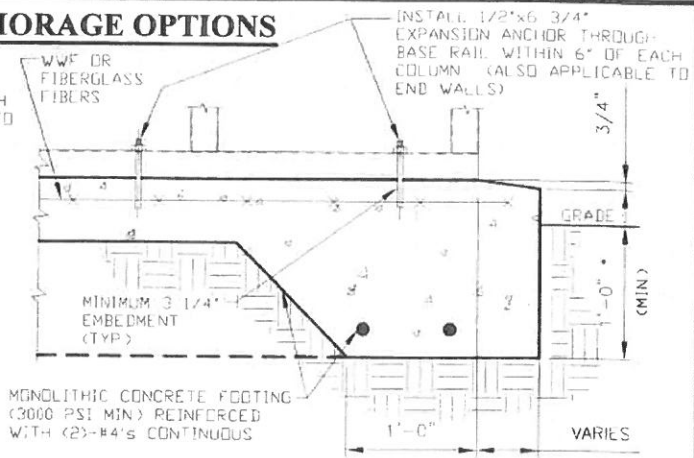 HORAGE OPTIONS
INSTALL 1/2"x6 3/4"
EXPANSION ANCHOR THROUGH
BASE RAIL WITHIN 6" OF EACH
COLUMN (ALSO APPLICABLE TO
END WALLS)
WWF OR
FIBERGLASS
FIBERS
3/4"
GRADE
1'-0" *
(MIN)
MINIMUM 3 1/4"
EMBEDMENT
(TYP)
MONOLITHIC CONCRETE FOOTING
(3000 PSI MIN) REINFORCED
WITH (2)-#4's CONTINUOUS
1'-0"
VARIES